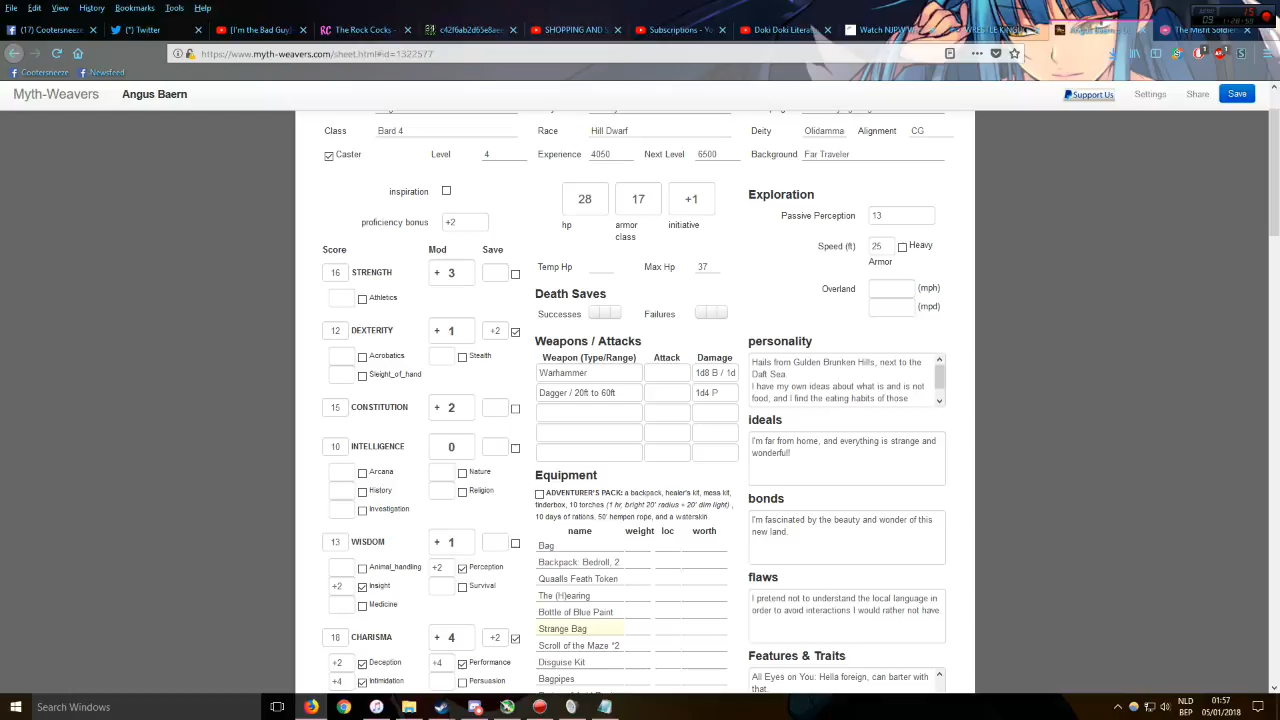 File Edit View History Bookmarks Tools Help
(17) Cootersneeze (*) Twitter [I'm the Bad Guy] The Rock Cocks c42f6ab2d65e8aec SHOPPING AND S Subscriptions - Yo Doki Doki Literatu Watch NJPW W WRESTLE KINGD Angus Baern The Misfit Soldier
https://www.myth-weavers.com/sheet.html#id=1322577
Cootersneeze Newsfeed
Myth-Weavers Angus Baern Support Us Settings Share Save
Class Bard 4 Race Hill Dwarf Deity Olidamma Alignment CG
Caster Level 4 Experience 4050 Next Level 6500 Background Far Traveler
inspiration
28 17 +1
Exploration
proficiency bonus +2
Passive Perception 13
hp armor class initiative
Speed (ft) 25 Heavy Armor
Score Mod Save
16 STRENGTH + 3
Temp Hp Max Hp 37
Overland (mph)
(mpd)
Athletics
Death Saves
Successes Failures
12 DEXTERITY + 1 +2
Acrobatics Stealth
Sleight_of_hand
Weapons / Attacks
Weapon (Type/Range) Attack Damage
Warhammer 1d8 B / 1d
Dagger / 20ft to 60ft 1d4 P
personality
Hails from Gulden Brunken Hills, next to the
Daft Sea.
I have my own ideas about what is and is not
food, and I find the eating habits of those
15 CONSTITUTION + 2
10 INTELLIGENCE 0
Arcana Nature
History Religion
Investigation
ideals
I'm far from home, and everything is strange and
wonderful!
Equipment
ADVENTURER'S PACK: a backpack, healer's kit, mess kit,
tinderbox, 10 torches (1 hr, bright 20' radius + 20' dim light) ,
10 days of rations, 50' hempen rope, and a waterskin
name weight loc worth
Bag
Backpack: Bedroll, 2
Quaalls Feath Token
The (H)earing
Bottle of Blue Paint
Strange Bag
Scroll of the Maze *2
Disguise Kit
Bagpipes
bonds
I'm fascinated by the beauty and wonder of this
new land.
13 WISDOM + 1
Animal_handling +2 Perception
+2 Insight Survival
Medicine
flaws
I pretend not to understand the local language in
order to avoid interactions I would rather not have
18 CHARISMA + 4 +2
+2 Deception +4 Performance
+4 Intimidation Persuasion
Features & Traits
All Eyes on You: Hella foreign, can barter with
that.
Search Windows
NLD
BEP
01:57
05/01/2018